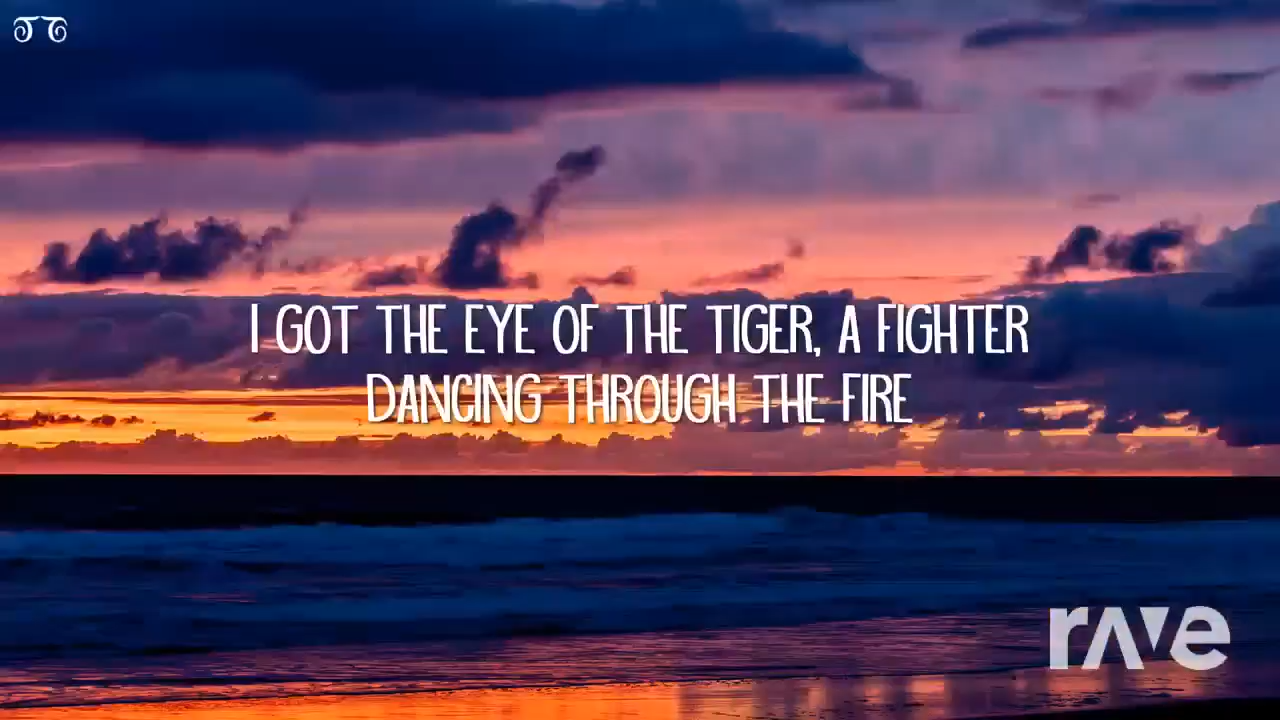 I GOT THE EYE OF THE TIGER, A FIGHTER
DANCING THROUGH THE FIRE
rave